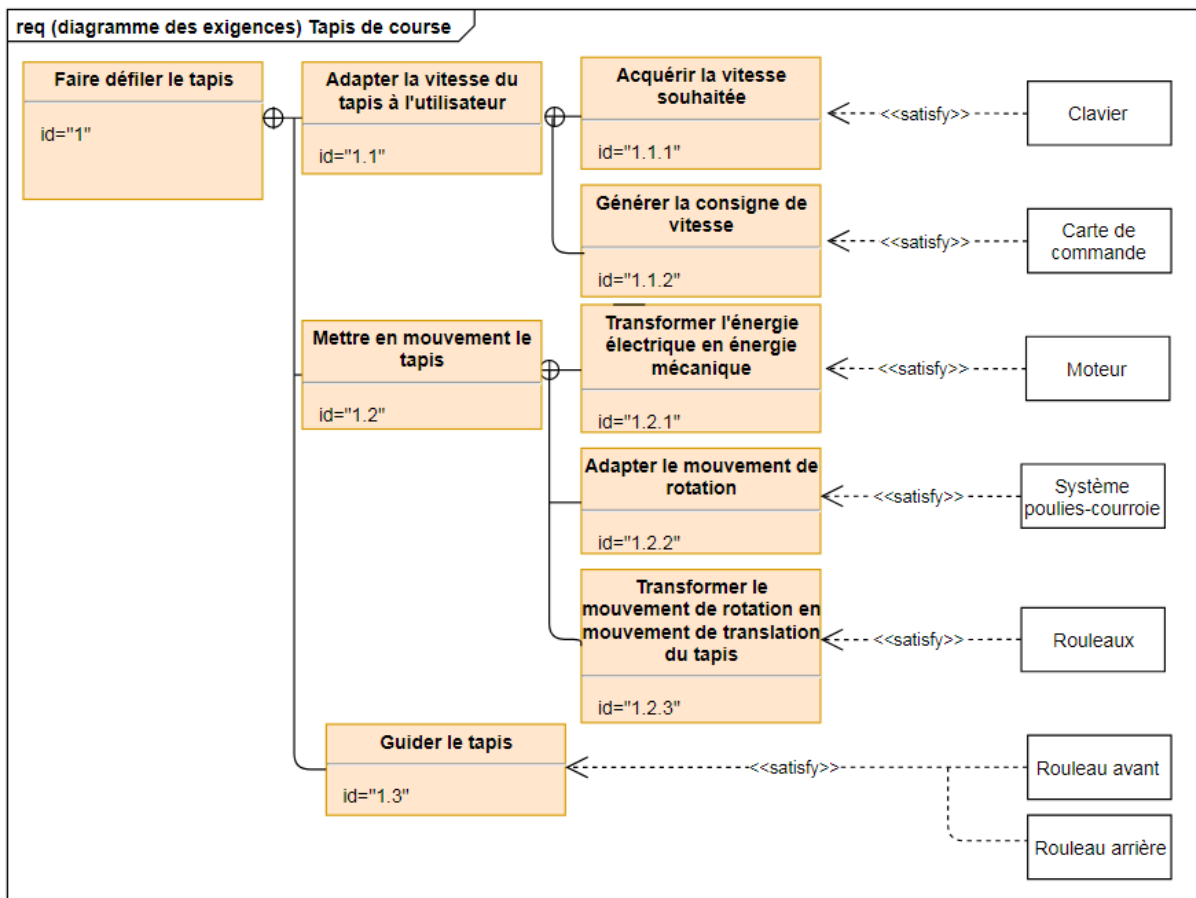 req (diagramme des exigences) Tapis de course
Faire défiler le tapis
id="1"
Adapter la vitesse du
tapis à l'utilisateur
id="1.1"
Acquérir la vitesse
souhaitée
id="1.1.1"
<<satisfy>>
Clavier
Générer la consigne de
vitesse
id="1.1.2"
<<satisfy>>
Carte de
commande
Mettre en mouvement le
tapis
id="1.2"
Transformer l'énergie
électrique en énergie
mécanique
id="1.2.1"
<<satisfy>>
Moteur
Adapter le mouvement de
rotation
id="1.2.2"
<<satisfy>>
Système
poulies-courroie
Transformer le
mouvement de rotation en
mouvement de translation
du tapis
id="1.2.3"
<<satisfy>>
Rouleaux
Guider le tapis
id="1.3"
<<satisfy>>
Rouleau avant
Rouleau arrière